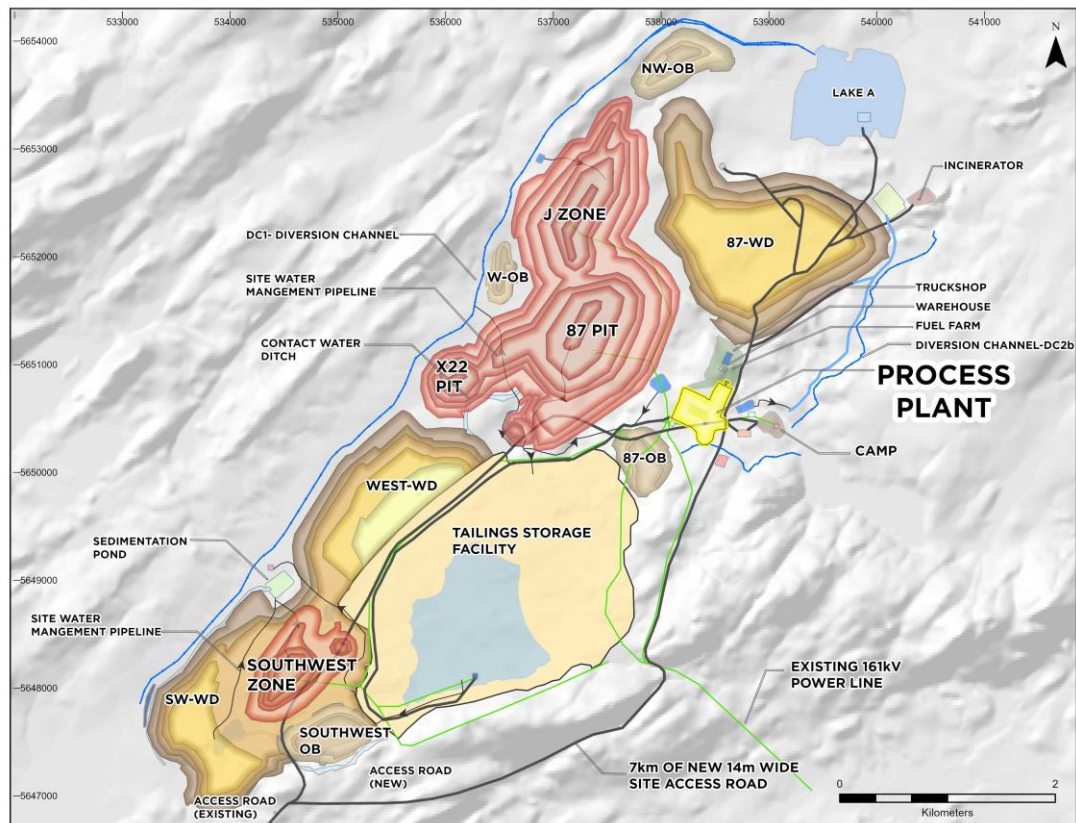 533000
534000
535000
536000
537000
538000
539000
540000
541000
N
5654000
NW-OB
LAKE A
5653000
INCINERATOR
J ZONE
DC1- DIVERSION CHANNEL
87-WD
5652000
W-OB
SITE WATER
MANGEMENT PIPELINE
TRUCKSHOP
WAREHOUSE
87 PIT
FUEL FARM
CONTACT WATER
DITCH
DIVERSION CHANNEL-DC2b
5651000
X22
PIT
PROCESS
PLANT
87-OB
CAMP
5650000
WEST-WD
TAILINGS STORAGE
FACILITY
SEDIMENTATION
POND
5649000
SITE WATER
MANGEMENT PIPELINE
SOUTHWEST
ZONE
EXISTING 161kV
POWER LINE
5648000
SW-WD
SOUTHWEST
OB
ACCESS ROAD
(NEW)
7km OF NEW 14m WIDE
SITE ACCESS ROAD
0
2
5647000
ACCESS ROAD
(EXISTING)
Kilometers